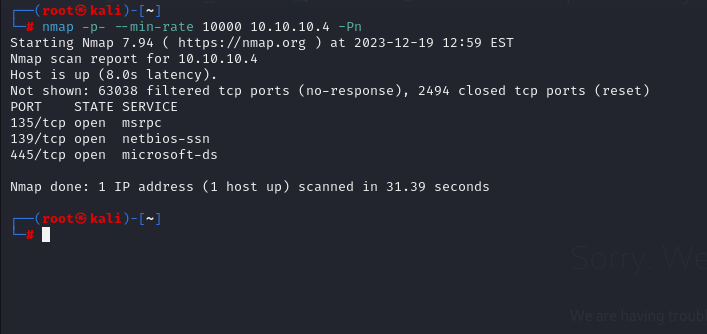 ┌──(root㉿kali)-[~]
└─# nmap -p- --min-rate 10000 10.10.10.4 -Pn
Starting Nmap 7.94 ( https://nmap.org ) at 2023-12-19 12:59 EST
Nmap scan report for 10.10.10.4
Host is up (8.0s latency).
Not shown: 63038 filtered tcp ports (no-response), 2494 closed tcp ports (reset)
PORT    STATE SERVICE
135/tcp open  msrpc
139/tcp open  netbios-ssn
445/tcp open  microsoft-ds
Nmap done: 1 IP address (1 host up) scanned in 31.39 seconds
┌──(root㉿kali)-[~]
└─#
Sorry. We
We are having troub